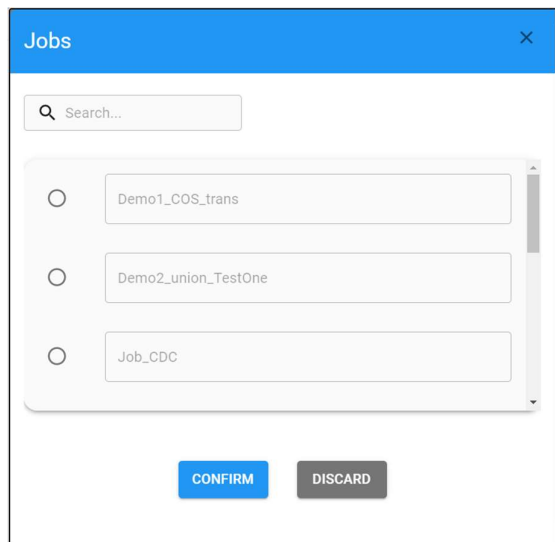 Jobs
Search...
Demo1_COS_trans
Demo2_union_TestOne
Job_CDC
CONFIRM
DISCARD